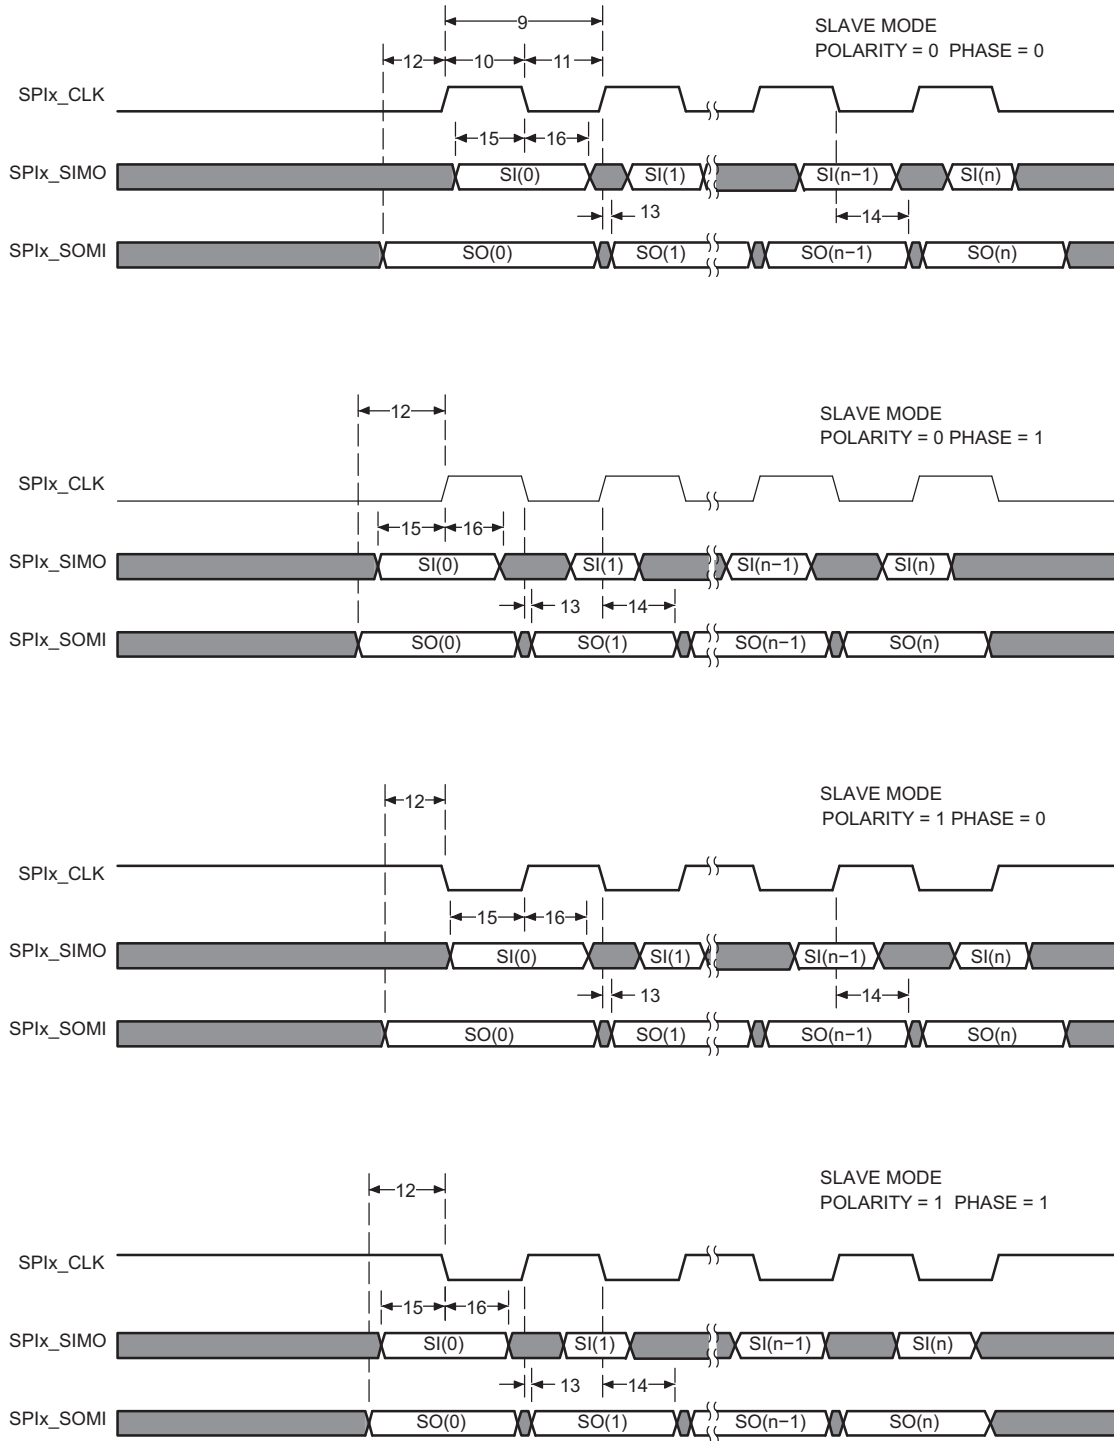 9
SLAVE MODE
POLARITY = 0 PHASE = 0
12 10 11
SPIx_CLK
15 16
SPIx_SIMO SI(0) SI(1) SI(n−1) SI(n)
13 14
SPIx_SOMI SO(0) SO(1) SO(n−1) SO(n)
12
SLAVE MODE
POLARITY = 0 PHASE = 1
SPIx_CLK
15 16
SPIx_SIMO SI(0) SI(1) SI(n−1) SI(n)
13 14
SPIx_SOMI SO(0) SO(1) SO(n−1) SO(n)
SLAVE MODE
12
POLARITY = 1 PHASE = 0
SPIx_CLK
15 16
SPIx_SIMO SI(0) SI(1) SI(n−1) SI(n)
13 14
SPIx_SOMI SO(0) SO(1) SO(n−1) SO(n)
SLAVE MODE
12
POLARITY = 1 PHASE = 1
SPIx_CLK
15 16
SPIx_SIMO SI(0) SI(1) SI(n−1) SI(n)
13 14
SPIx_SOMI SO(0) SO(1) SO(n−1) SO(n)